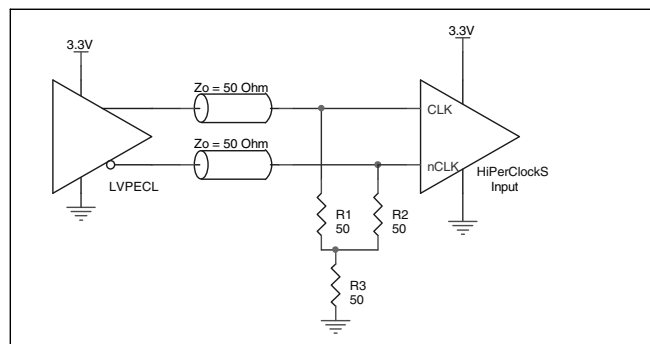 3.3V
3.3V
Zo = 50 Ohm
CLK
Zo = 50 Ohm
nCLK
LVPECL
HiPerClockS
Input
R1
50
R2
50
R3
50